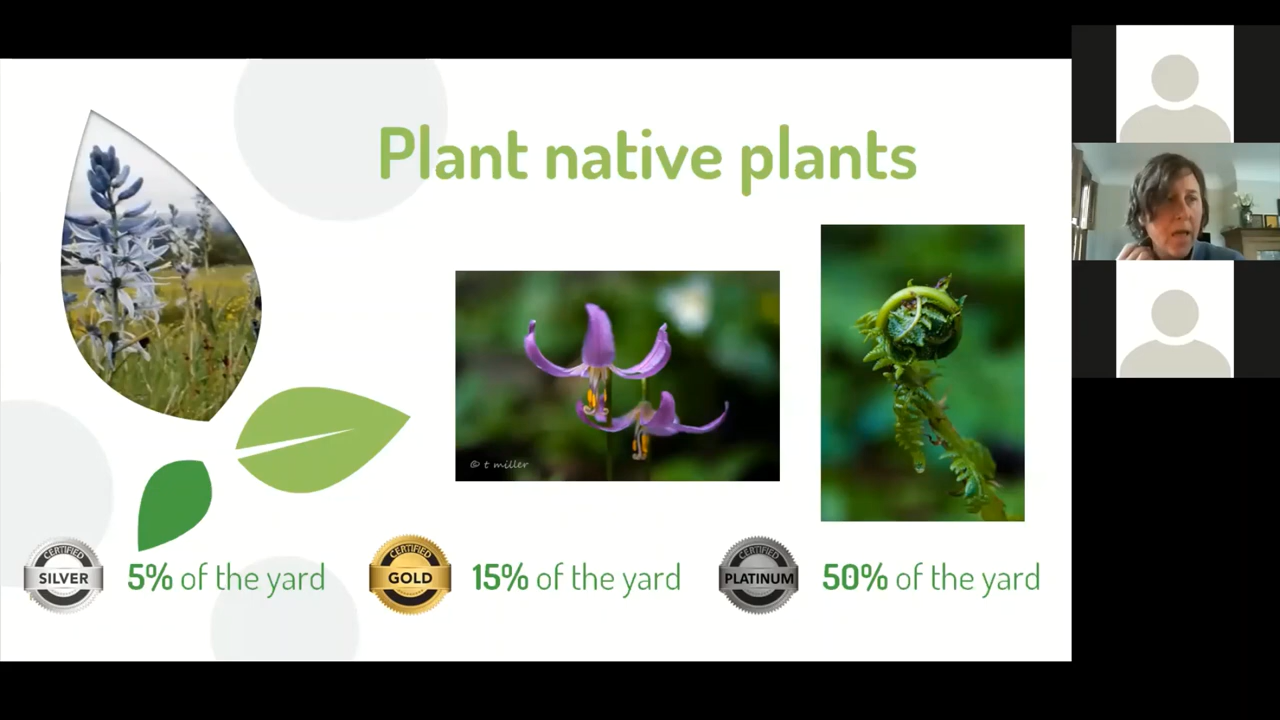 Plant native plants
© t miller
CERTIFIED
SILVER
5% of the yard
CERTIFIED
GOLD
15% of the yard
CERTIFIED
PLATINUM
50% of the yard